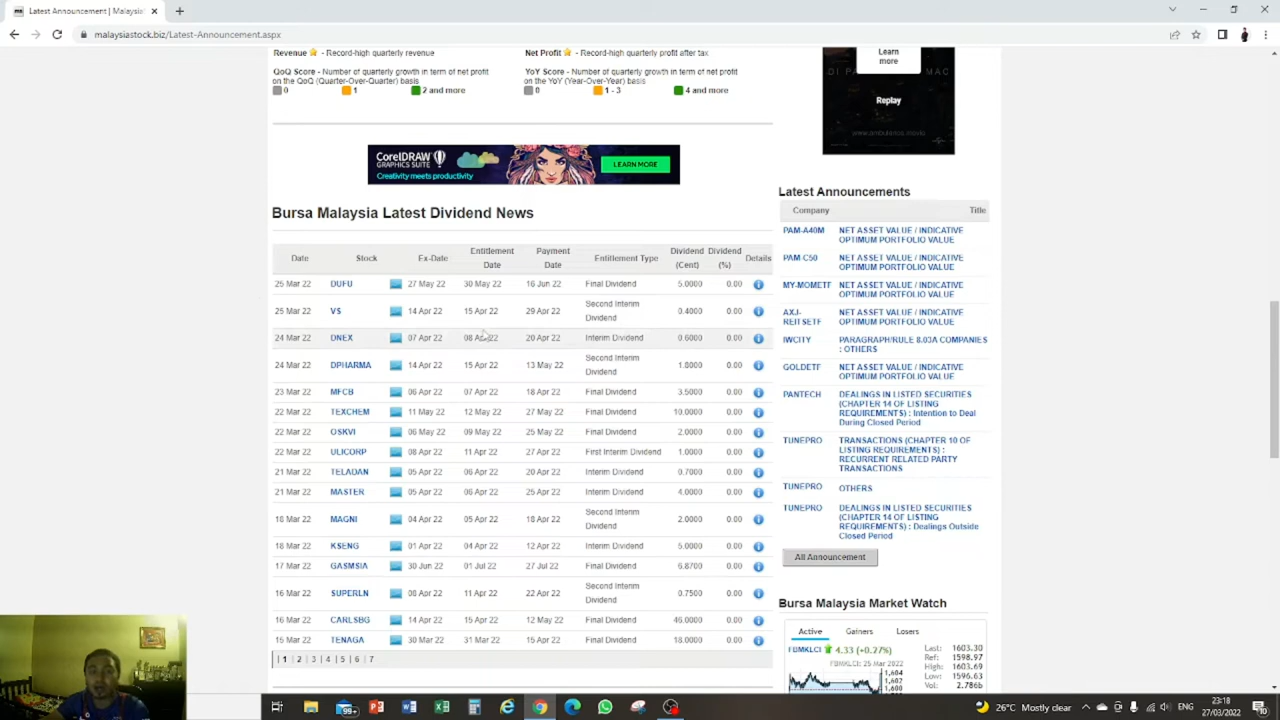 Latest Announcement | Malaysia
malaysiastock.biz/Latest-Announcement.aspx
Revenue - Record-high quarterly revenue
Net Profit - Record-high quarterly profit after tax
QoQ Score - Number of quarterly growth in term of net profit
on the QoQ (Quarter-Over-Quarter) basis
0 1 2 and more
YoY Score - Number of quarterly growth in term of net profit
on the YoY (Year-Over-Year) basis
0 1 - 3 4 and more
Learn
more
Replay
www.ambulance.movie
CorelDRAW
GRAPHICS SUITE
Creativity meets productivity
LEARN MORE
Bursa Malaysia Latest Dividend News
Date Stock Ex-Date Entitlement Date Payment Date Entitlement Type Dividend (Cent) Dividend (%) Details
25 Mar 22 DUFU 27 May 22 30 May 22 16 Jun 22 Final Dividend 5.0000 0.00
25 Mar 22 VS 14 Apr 22 15 Apr 22 29 Apr 22 Second Interim Dividend 0.4000 0.00
24 Mar 22 DNEX 07 Apr 22 08 Apr 22 20 Apr 22 Interim Dividend 0.6000 0.00
24 Mar 22 DPHARMA 14 Apr 22 15 Apr 22 13 May 22 Second Interim Dividend 1.8000 0.00
23 Mar 22 MFCB 06 Apr 22 07 Apr 22 18 Apr 22 Final Dividend 3.5000 0.00
22 Mar 22 TEXCHEM 11 May 22 12 May 22 27 May 22 Final Dividend 10.0000 0.00
22 Mar 22 OSKVI 06 May 22 09 May 22 25 May 22 Final Dividend 2.0000 0.00
22 Mar 22 ULICORP 08 Apr 22 11 Apr 22 27 Apr 22 First Interim Dividend 1.0000 0.00
21 Mar 22 TELADAN 05 Apr 22 06 Apr 22 20 Apr 22 Interim Dividend 0.7000 0.00
21 Mar 22 MASTER 05 Apr 22 06 Apr 22 25 Apr 22 Interim Dividend 4.0000 0.00
18 Mar 22 MAGNI 04 Apr 22 05 Apr 22 18 Apr 22 Second Interim Dividend 2.0000 0.00
18 Mar 22 KSENG 01 Apr 22 04 Apr 22 12 Apr 22 Interim Dividend 5.0000 0.00
17 Mar 22 GASMSIA 30 Jun 22 01 Jul 22 27 Jul 22 Final Dividend 6.8700 0.00
16 Mar 22 SUPERLN 08 Apr 22 11 Apr 22 22 Apr 22 Second Interim Dividend 0.7500 0.00
16 Mar 22 CARLSBG 14 Apr 22 15 Apr 22 12 May 22 Final Dividend 46.0000 0.00
15 Mar 22 TENAGA 30 Mar 22 31 Mar 22 15 Apr 22 Final Dividend 18.0000 0.00
| 1 | 2 | 3 | 4 | 5 | 6 | 7
Latest Announcements
Company Title
PAM-A40M NET ASSET VALUE / INDICATIVE
OPTIMUM PORTFOLIO VALUE
PAM-C50 NET ASSET VALUE / INDICATIVE
OPTIMUM PORTFOLIO VALUE
MY-MOMETF NET ASSET VALUE / INDICATIVE
OPTIMUM PORTFOLIO VALUE
AXJ-REITSETF NET ASSET VALUE / INDICATIVE
OPTIMUM PORTFOLIO VALUE
IWCITY PARAGRAPH/RULE 8.03A COMPANIES
: OTHERS
GOLDETF NET ASSET VALUE / INDICATIVE
OPTIMUM PORTFOLIO VALUE
PANTECH DEALINGS IN LISTED SECURITIES
(CHAPTER 14 OF LISTING
REQUIREMENTS) : Intention to Deal
During Closed Period
TUNEPRO TRANSACTIONS (CHAPTER 10 OF
LISTING REQUIREMENTS) :
RECURRENT RELATED PARTY
TRANSACTIONS
TUNEPRO OTHERS
TUNEPRO DEALINGS IN LISTED SECURITIES
(CHAPTER 14 OF LISTING
REQUIREMENTS) : Dealings Outside
Closed Period
All Announcement
Bursa Malaysia Market Watch
Active Gainers Losers
FBMKLCI 4.33 (+0.27%)
FBMKLCI: 25 Mar 2022
1,604
1,602
1,600
Last: 1603.30
Ref: 1598.97
High: 1603.69
Low: 1596.63
Vol: 2.786b
26°C Mostly clear
ENG
23:18
27/03/2022